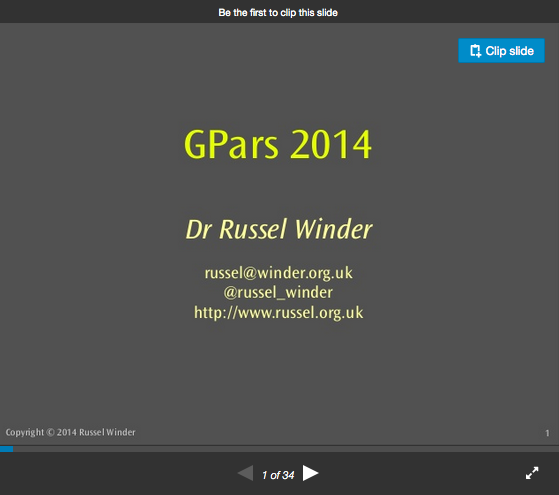 Be the first to clip this slide
Clip slide
GPars 2014
Dr Russel Winder
russel@winder.org.uk
@russel_winder
http://www.russel.org.uk
Copyright © 2014 Russel Winder
1
1 of 34